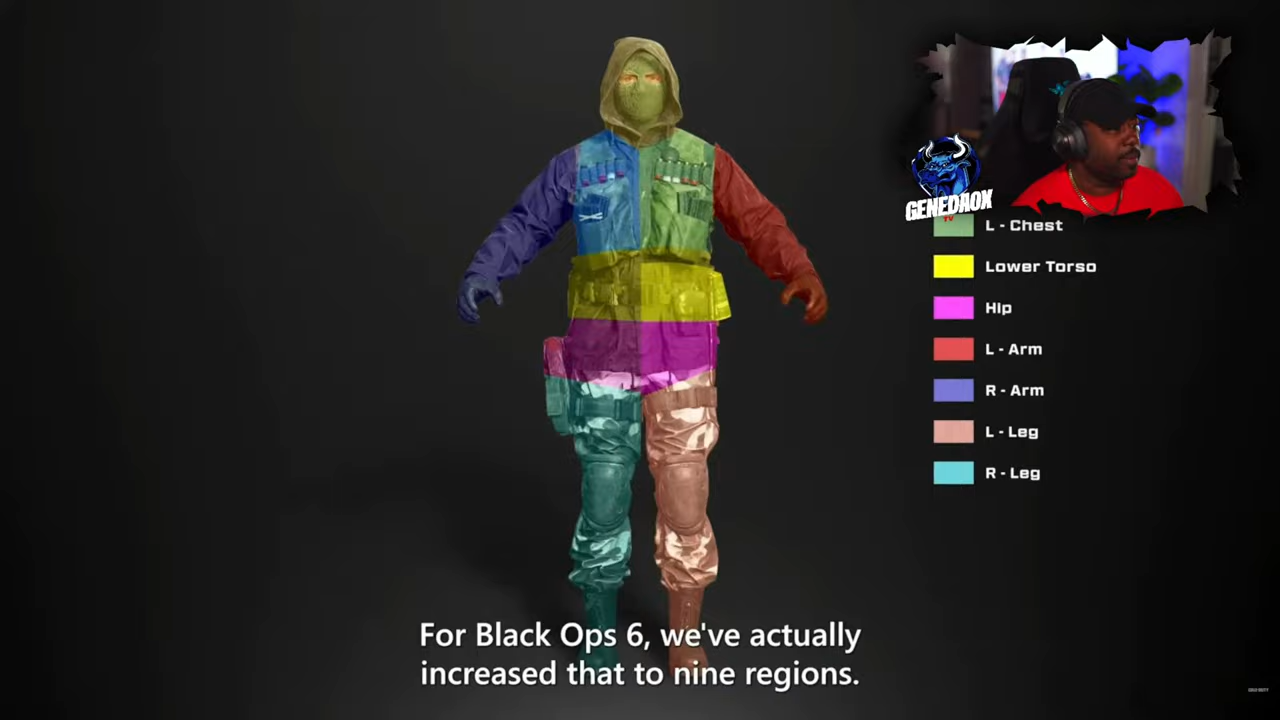 GENEDAOX
TV
L - Chest
Lower Torso
Hip
L - Arm
R - Arm
L - Leg
R - Leg
For Black Ops 6, we've actually
increased that to nine regions.